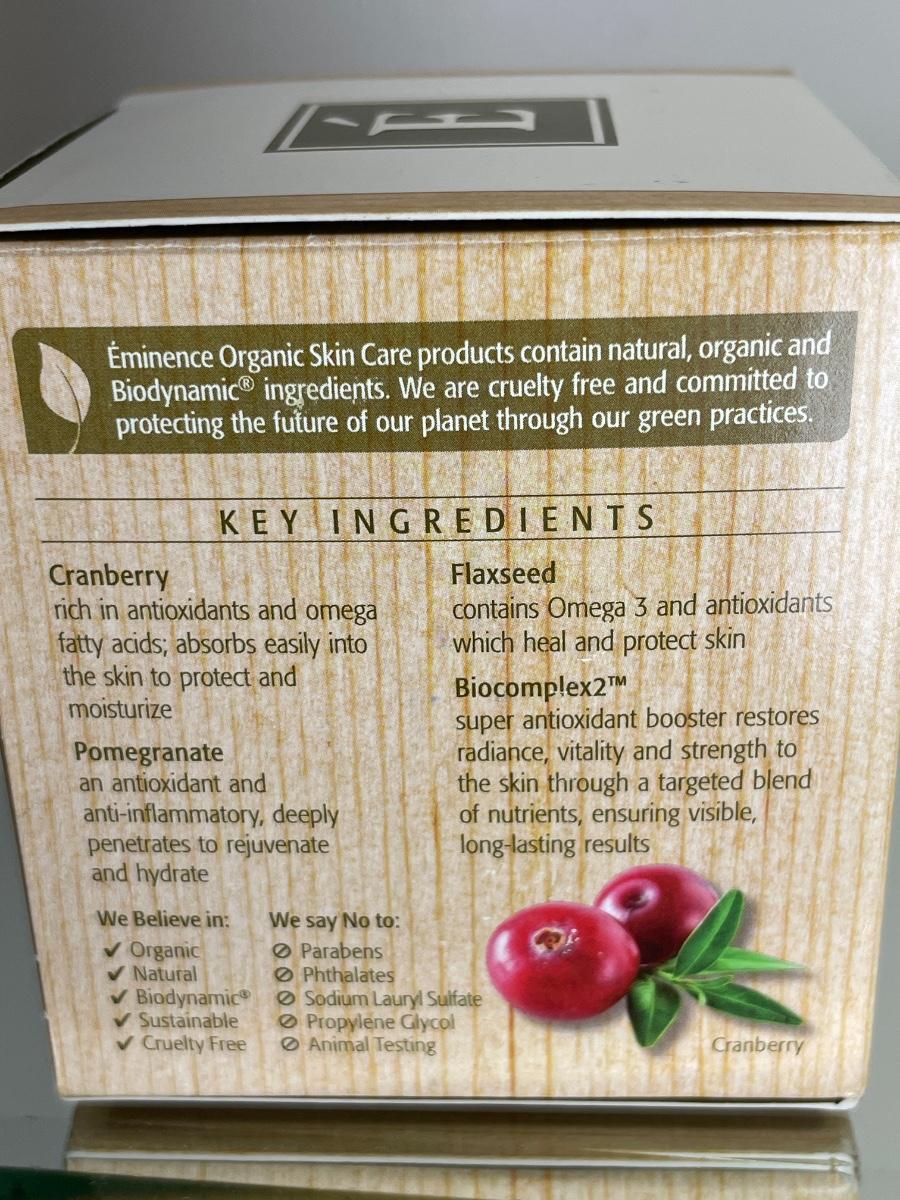 É
Éminence Organic Skin Care products contain natural, organic and
Biodynamic® ingredients. We are cruelty free and committed to
protecting the future of our planet through our green practices.
KEY INGREDIENTS
Cranberry
rich in antioxidants and omega
fatty acids; absorbs easily into
the skin to protect and
moisturize
Pomegranate
an antioxidant and
anti-inflammatory, deeply
penetrates to rejuvenate
and hydrate
Flaxseed
contains Omega 3 and antioxidants
which heal and protect skin
Biocomplex2™
super antioxidant booster restores
radiance, vitality and strength to
the skin through a targeted blend
of nutrients, ensuring visible,
long-lasting results
We Believe in:
✔ Organic
✔ Natural
✔ Biodynamic®
✔ Sustainable
✔ Cruelty Free
We say No to:
⊘ Parabens
⊘ Phthalates
⊘ Sodium Lauryl Sulfate
⊘ Propylene Glycol
⊘ Animal Testing
Cranberry